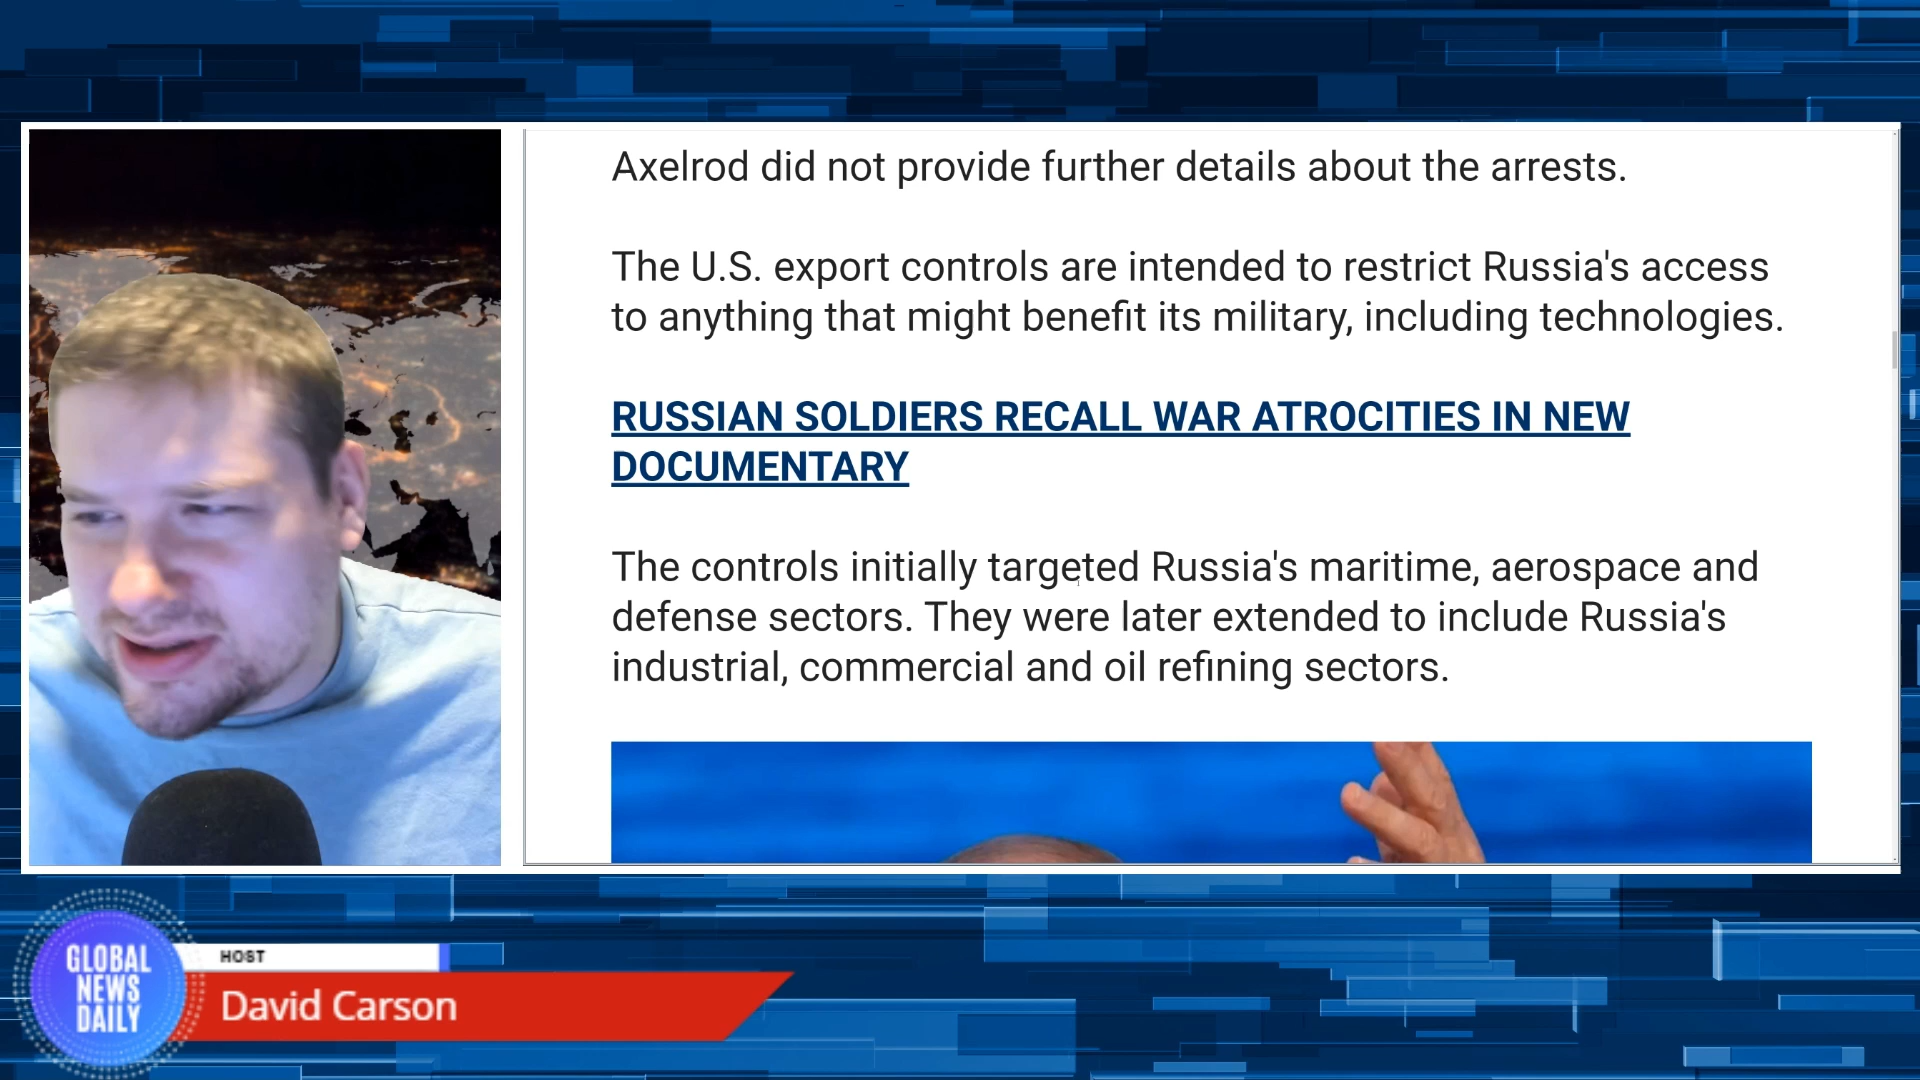 Axelrod did not provide further details about the arrests.
The U.S. export controls are intended to restrict Russia's access
to anything that might benefit its military, including technologies.
RUSSIAN SOLDIERS RECALL WAR ATROCITIES IN NEW
DOCUMENTARY
The controls initially targeted Russia's maritime, aerospace and
defense sectors. They were later extended to include Russia's
industrial, commercial and oil refining sectors.
GLOBAL
NEWS
DAILY
HOST
David Carson